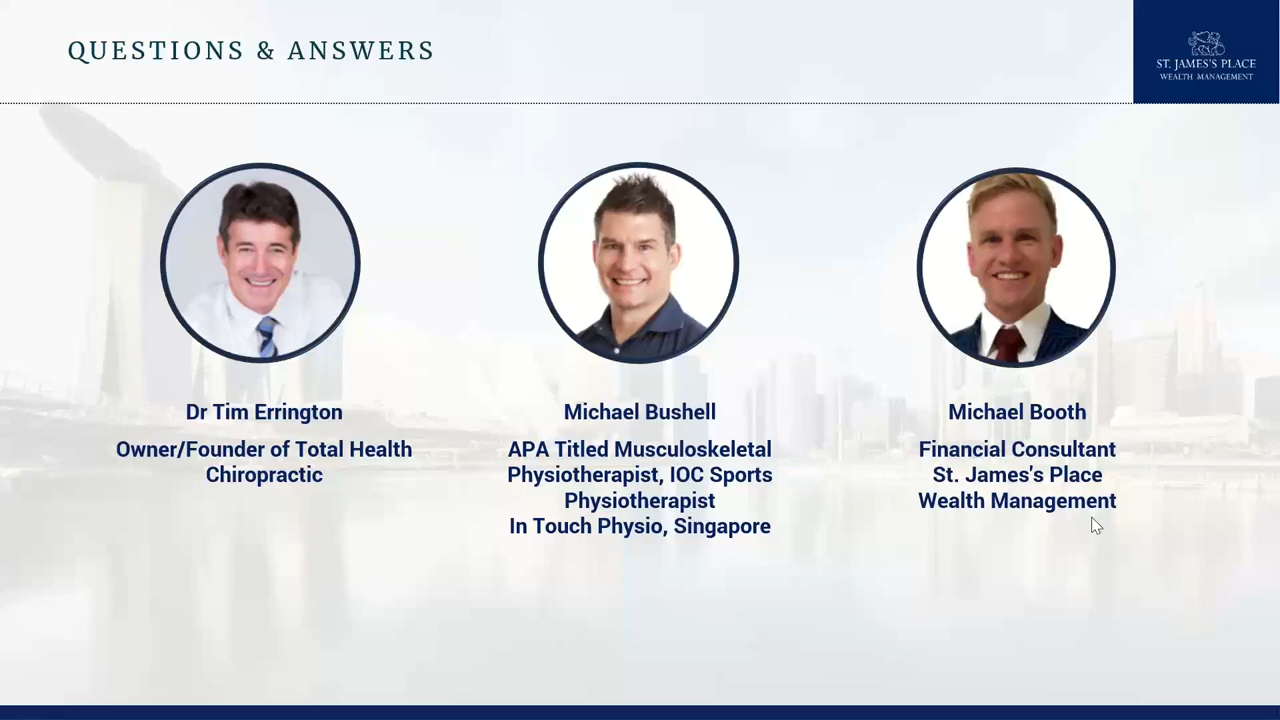 QUESTIONS & ANSWERS
ST. JAMES'S PLACE
WEALTH MANAGEMENT
Dr Tim Errington
Owner/Founder of Total Health
Chiropractic
Michael Bushell
APA Titled Musculoskeletal
Physiotherapist, IOC Sports
Physiotherapist
In Touch Physio, Singapore
Michael Booth
Financial Consultant
St. James's Place
Wealth Management